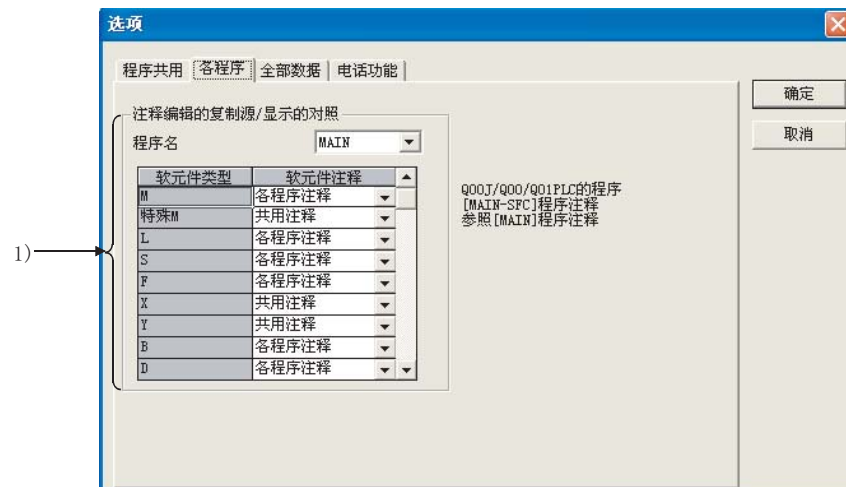 选项
程序共用 各程序 全部数据 电话功能
确定
取消
注释编辑的复制源/显示的对照
程序名 MAIN
软元件类型 软元件注释
M 各程序注释
特殊M 共用注释
L 各程序注释
S 各程序注释
F 各程序注释
X 共用注释
Y 共用注释
B 各程序注释
D 各程序注释
Q00J/Q00/Q01PLC的程序
[MAIN-SFC]程序注释
参照[MAIN]程序注释
1)